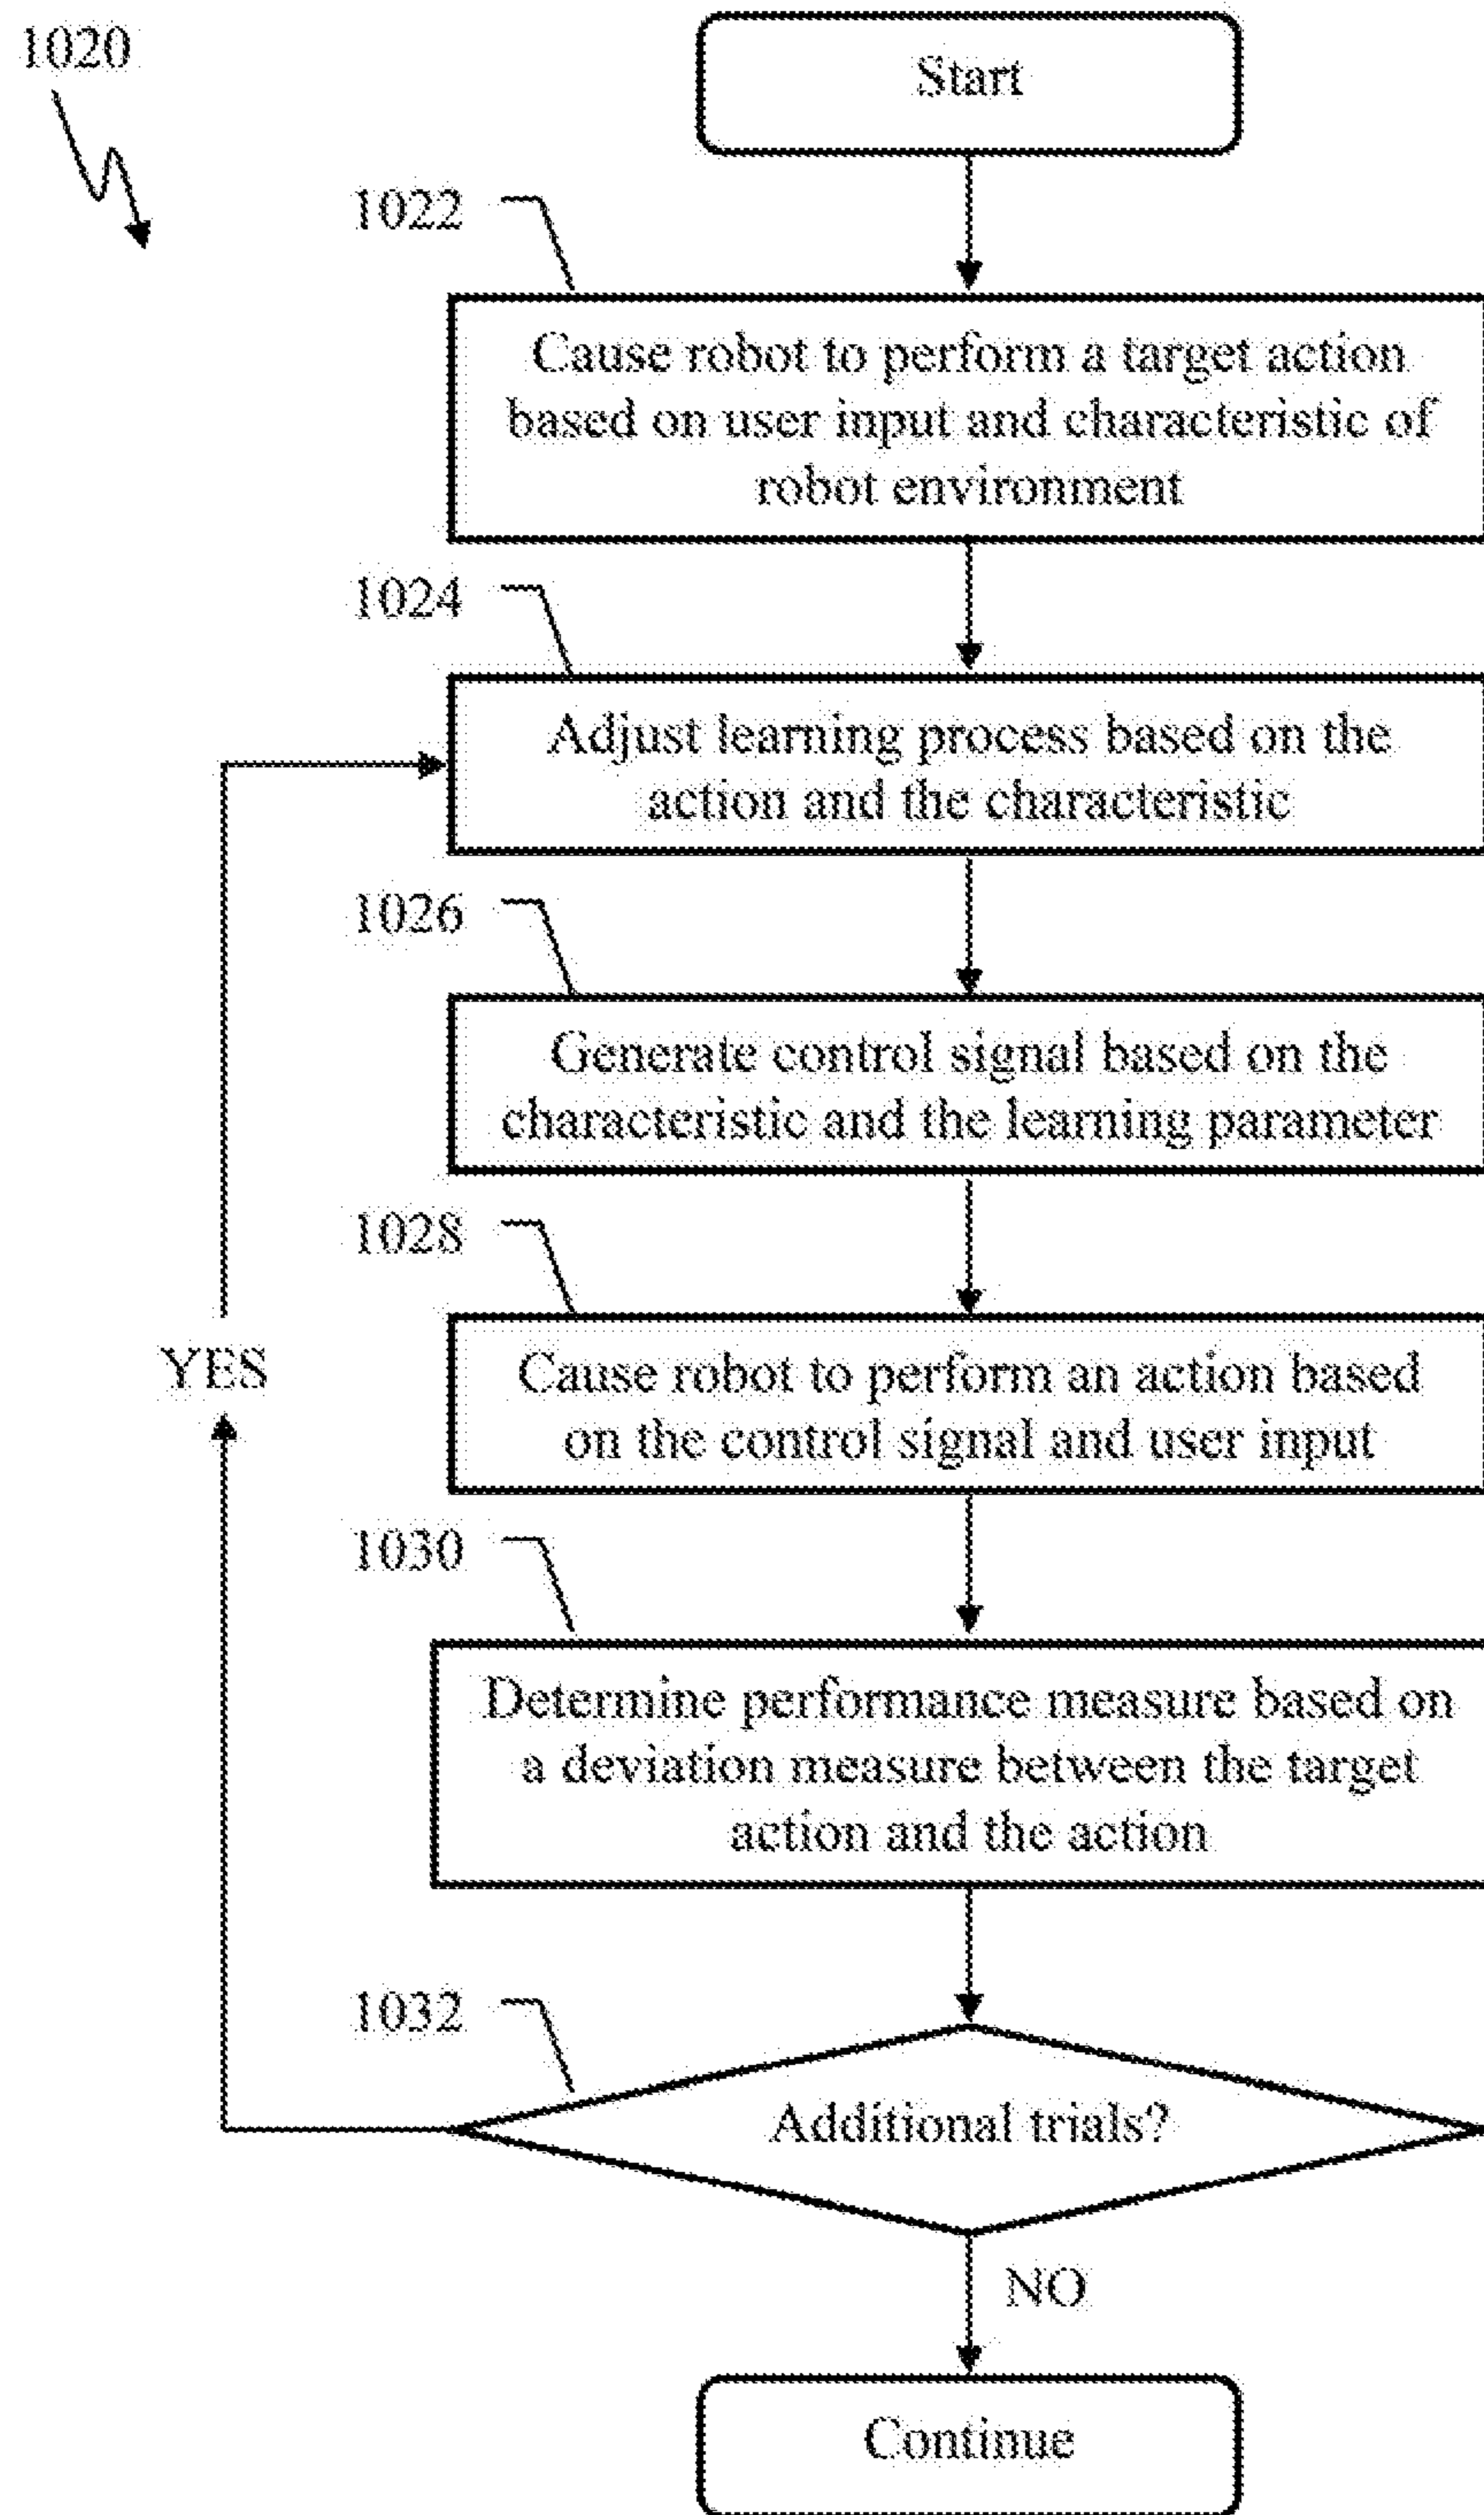 1020
Start
1022
Cause robot to perform a target action
based on user input and characteristic of
robot environment
1024
Adjust learning process based on the
action and the characteristic
1026
Generate control signal based on the
characteristic and the learning parameter
1028
Cause robot to perform an action based
on the control signal and user input
YES
1030
Determine performance measure based on
a deviation measure between the target
action and the action
1032
Additional trials?
NO
Continue